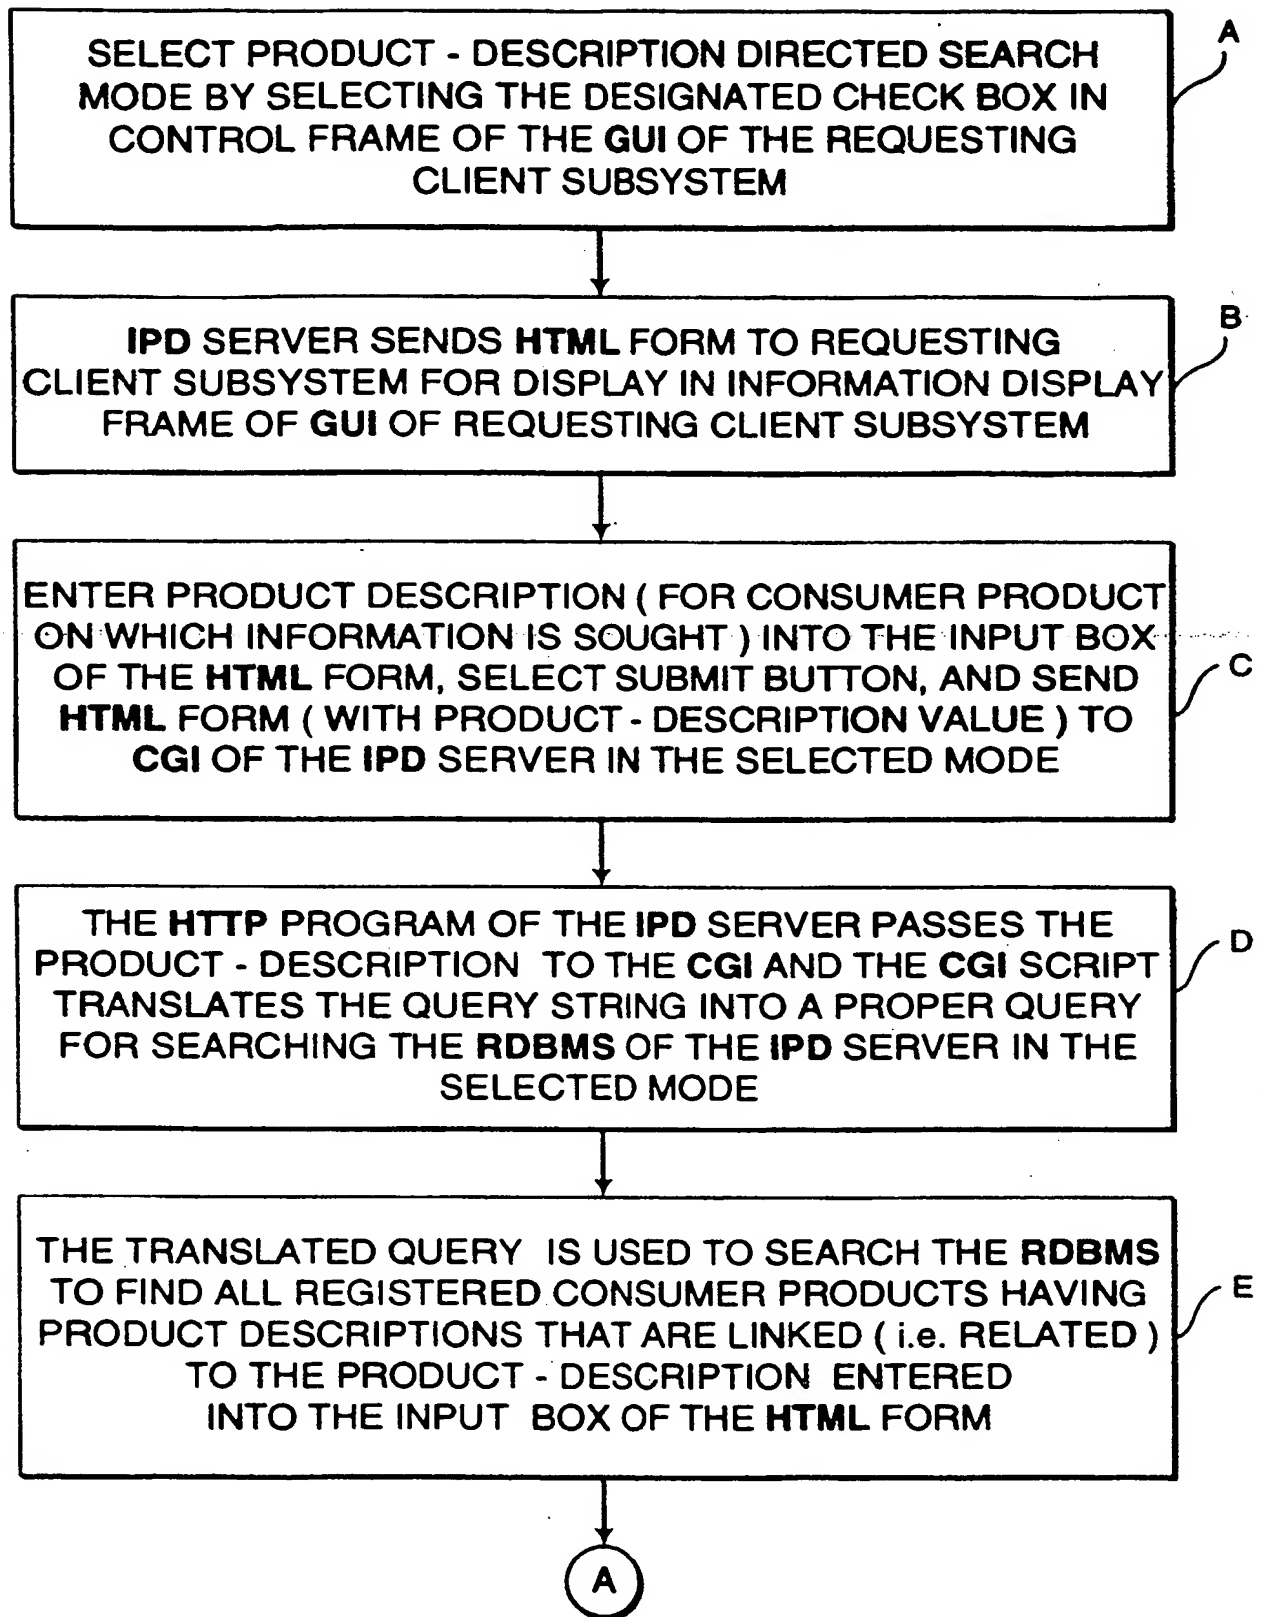 SELECT PRODUCT - DESCRIPTION DIRECTED SEARCH
MODE BY SELECTING THE DESIGNATED CHECK BOX IN
CONTROL FRAME OF THE GUI OF THE REQUESTING
CLIENT SUBSYSTEM
A
IPD SERVER SENDS HTML FORM TO REQUESTING
CLIENT SUBSYSTEM FOR DISPLAY IN INFORMATION DISPLAY
FRAME OF GUI OF REQUESTING CLIENT SUBSYSTEM
B
ENTER PRODUCT DESCRIPTION ( FOR CONSUMER PRODUCT
ON WHICH INFORMATION IS SOUGHT ) INTO THE INPUT BOX
OF THE HTML FORM, SELECT SUBMIT BUTTON, AND SEND
HTML FORM ( WITH PRODUCT - DESCRIPTION VALUE ) TO
CGI OF THE IPD SERVER IN THE SELECTED MODE
C
THE HTTP PROGRAM OF THE IPD SERVER PASSES THE
PRODUCT - DESCRIPTION TO THE CGI AND THE CGI SCRIPT
TRANSLATES THE QUERY STRING INTO A PROPER QUERY
FOR SEARCHING THE RDBMS OF THE IPD SERVER IN THE
SELECTED MODE
D
THE TRANSLATED QUERY IS USED TO SEARCH THE RDBMS
TO FIND ALL REGISTERED CONSUMER PRODUCTS HAVING
PRODUCT DESCRIPTIONS THAT ARE LINKED ( i.e. RELATED )
TO THE PRODUCT - DESCRIPTION ENTERED
INTO THE INPUT BOX OF THE HTML FORM
E
A